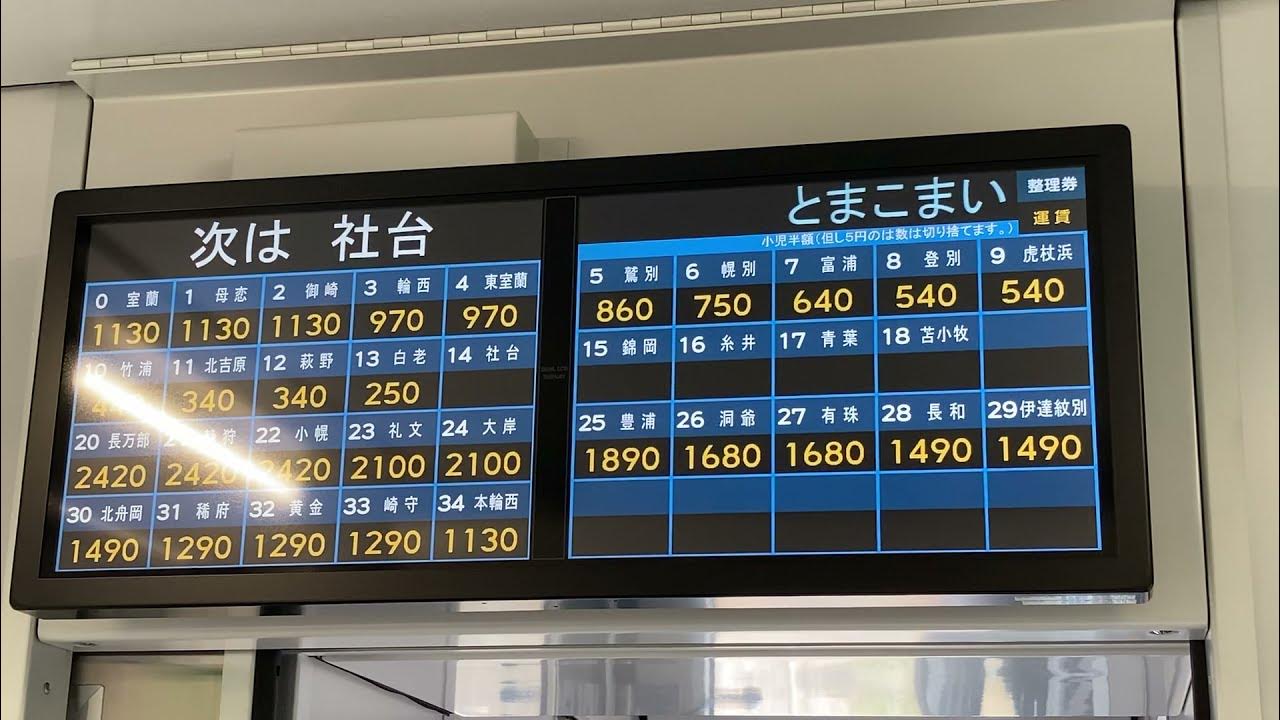 次は 社台
とまこまい 整理券
運賃
小児半額(但し5円のは数は切り捨てます。)
0 室蘭 1 母恋 2 御崎 3 輪西 4 東室蘭
1130 1130 1130 970 970
10 竹浦 11 北吉原 12 萩野 13 白老 14 社台
340 340 250
20 長万部 22 小幌 23 礼文 24 大岸
2420 2420 2420 2100 2100
30 北舟岡 31 稀府 32 黄金 33 崎守 34 本輪西
1490 1290 1290 1290 1130
5 鷲別 6 幌別 7 富浦 8 登別 9 虎杖浜
860 750 640 540 540
15 錦岡 16 糸井 17 青葉 18 苫小牧
25 豊浦 26 洞爺 27 有珠 28 長和 29 伊達紋別
1890 1680 1680 1490 1490